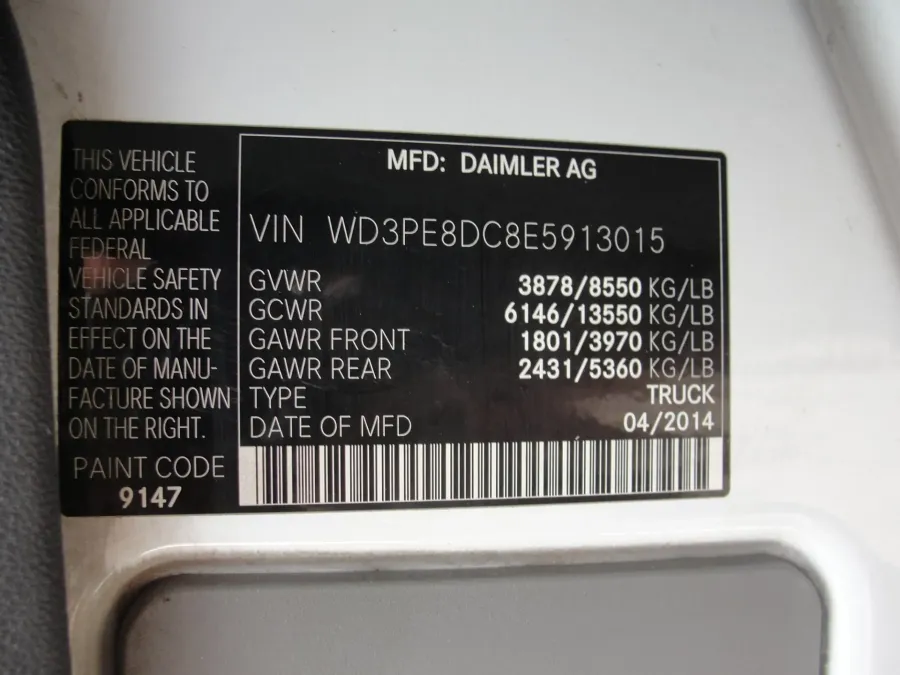 THIS VEHICLE
CONFORMS TO
ALL APPLICABLE
FEDERAL
VEHICLE SAFETY
STANDARDS IN
EFFECT ON THE
DATE OF MANU-
FACTURE SHOWN
ON THE RIGHT.
PAINT CODE
9147
MFD: DAIMLER AG
VIN WD3PE8DC8E5913015
GVWR 3878/8550 KG/LB
GCWR 6146/13550 KG/LB
GAWR FRONT 1801/3970 KG/LB
GAWR REAR 2431/5360 KG/LB
TYPE TRUCK
DATE OF MFD 04/2014